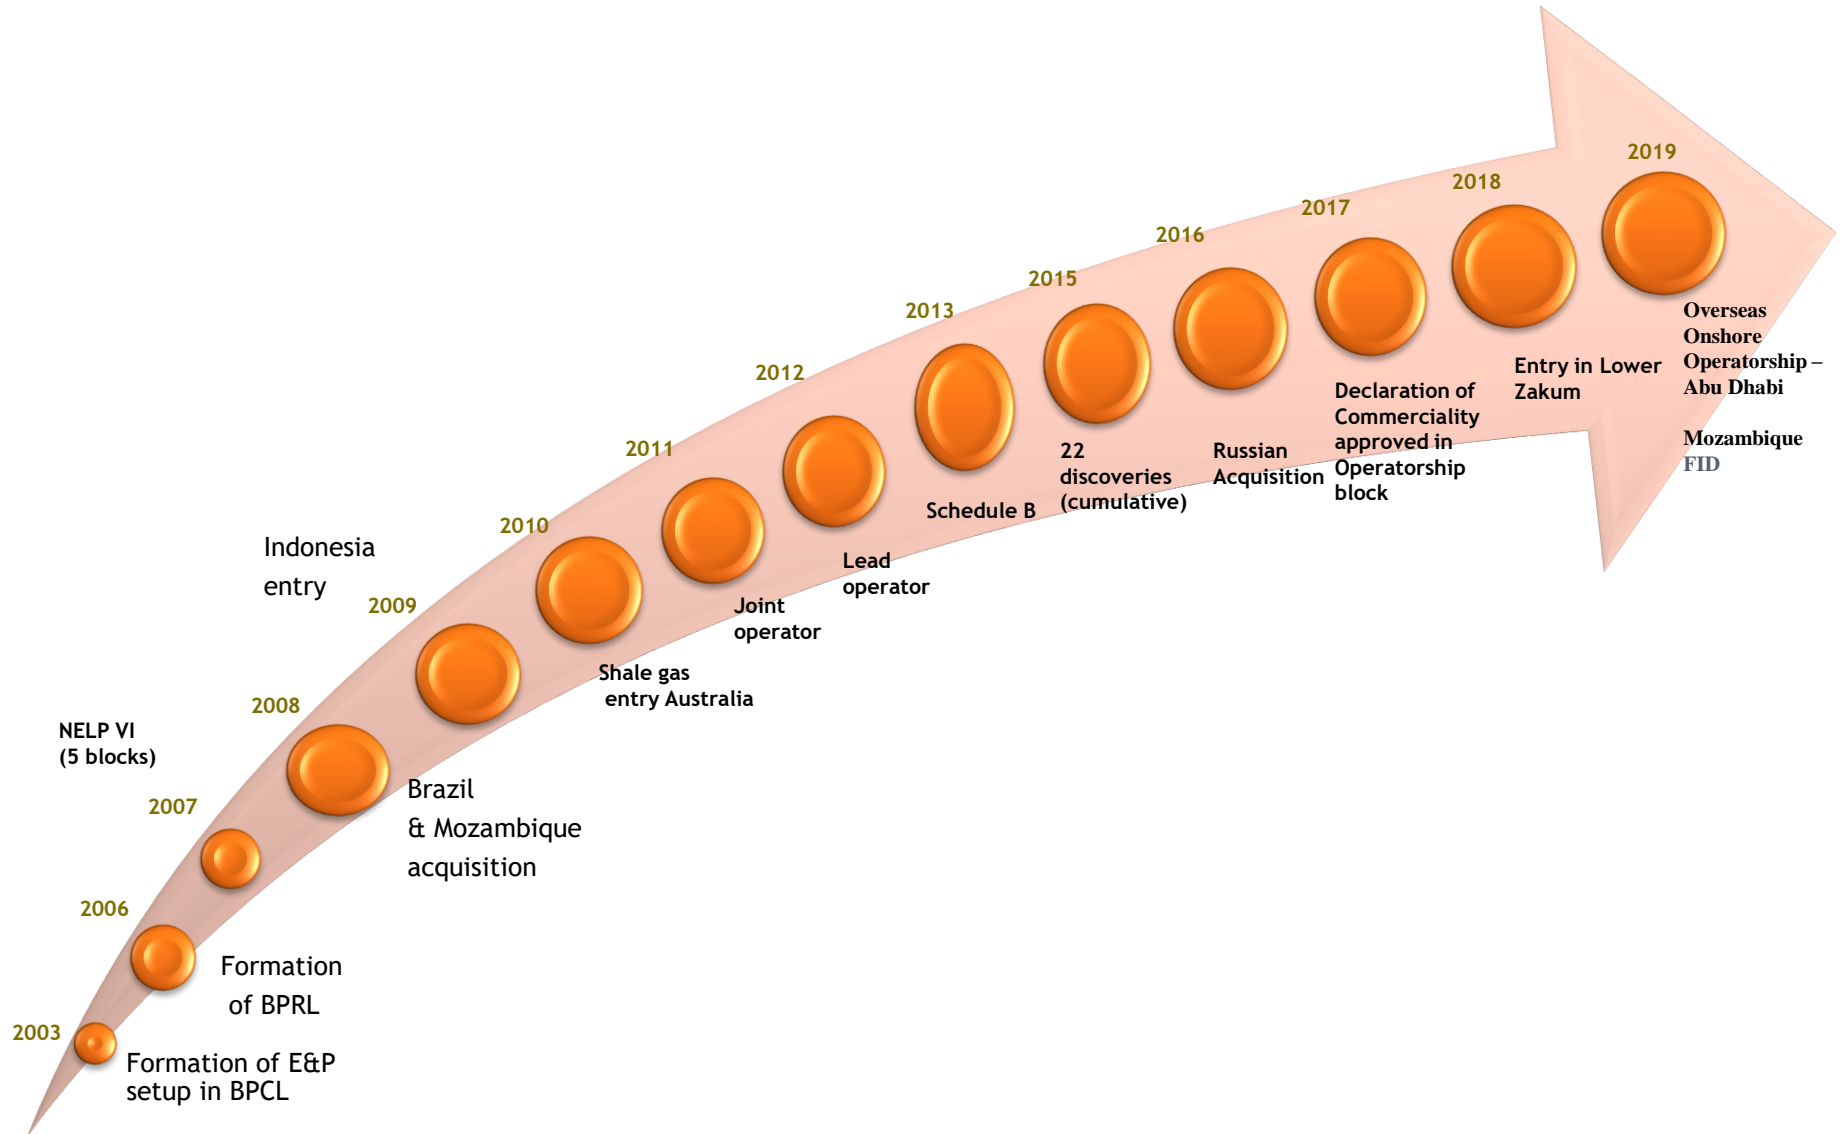 2003
Formation of E&P
setup in BPCL
2006
Formation
of BPRL
2007
NELP VI
(5 blocks)
2008
Brazil
& Mozambique
acquisition
2009
Indonesia
entry
2010
Shale gas
entry Australia
2011
Joint
operator
2012
Lead
operator
2013
Schedule B
2015
22
discoveries
(cumulative)
2016
Russian
Acquisition
2017
Declaration of
Commerciality
approved in
Operatorship
block
2018
Entry in Lower
Zakum
2019
Overseas
Onshore
Operatorship –
Abu Dhabi
Mozambique
FID